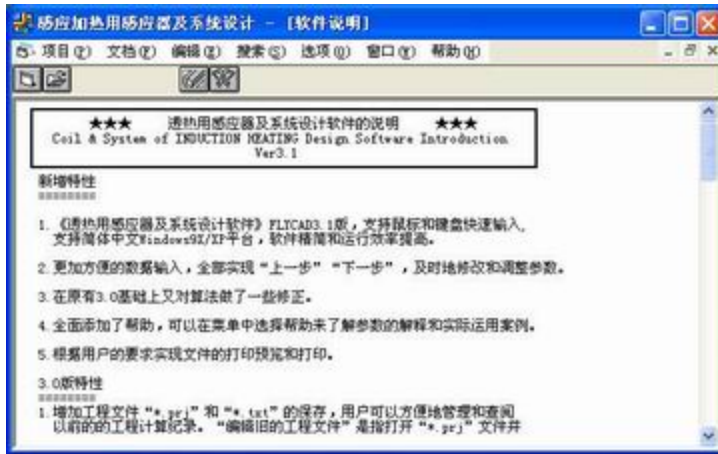 感应加热用感应器及系统设计 - [软件说明]
项目(P) 文档(F) 编辑(E) 搜索(S) 选项(O) 窗口(W) 帮助(H)
★★★ 透热用感应器及系统设计软件的说明 ★★★
Coil & System of INDUCTION HEATING Design Software Introduction
Ver3.1
新增特性
========
1. 《透热用感应器及系统设计软件》FLYCAD3.1版，支持鼠标和键盘快速输入,
支持简体中文Windows9X/XP平台，软件精简和运行效率提高。
2. 更加方便的数据输入，全部实现“上一步”“下一步”，及时地修改和调整参数。
3. 在原有3.0基础上又对算法做了一些修正。
4. 全面添加了帮助，可以在菜单中选择帮助来了解参数的解释和实际运用案例。
5. 根据用户的要求实现文件的打印预览和打印。
3.0版特性
========
1. 增加工程文件“*.prj”和“*.txt”的保存，用户可以方便地管理和查阅
以前的的工程计算纪录。“编辑旧的工程文件”是指打开“*.prj”文件并